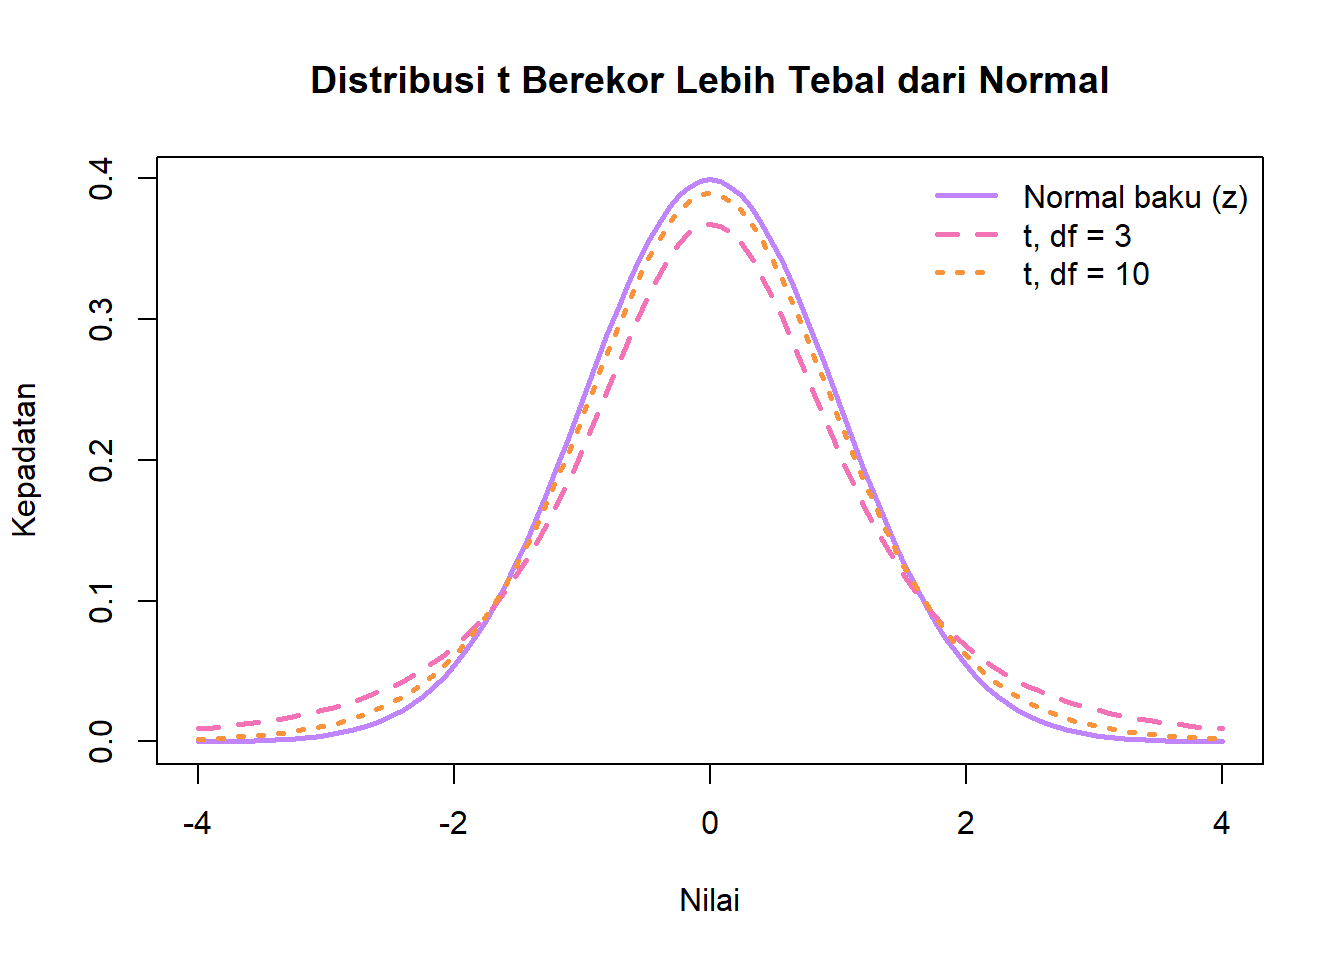 Distribusi t Berekor Lebih Tebal dari Normal
Normal baku (z)
t, df = 3
t, df = 10
Kepadatan
0.4
0.3
0.2
0.1
0.0
-4
-2
0
2
4
Nilai